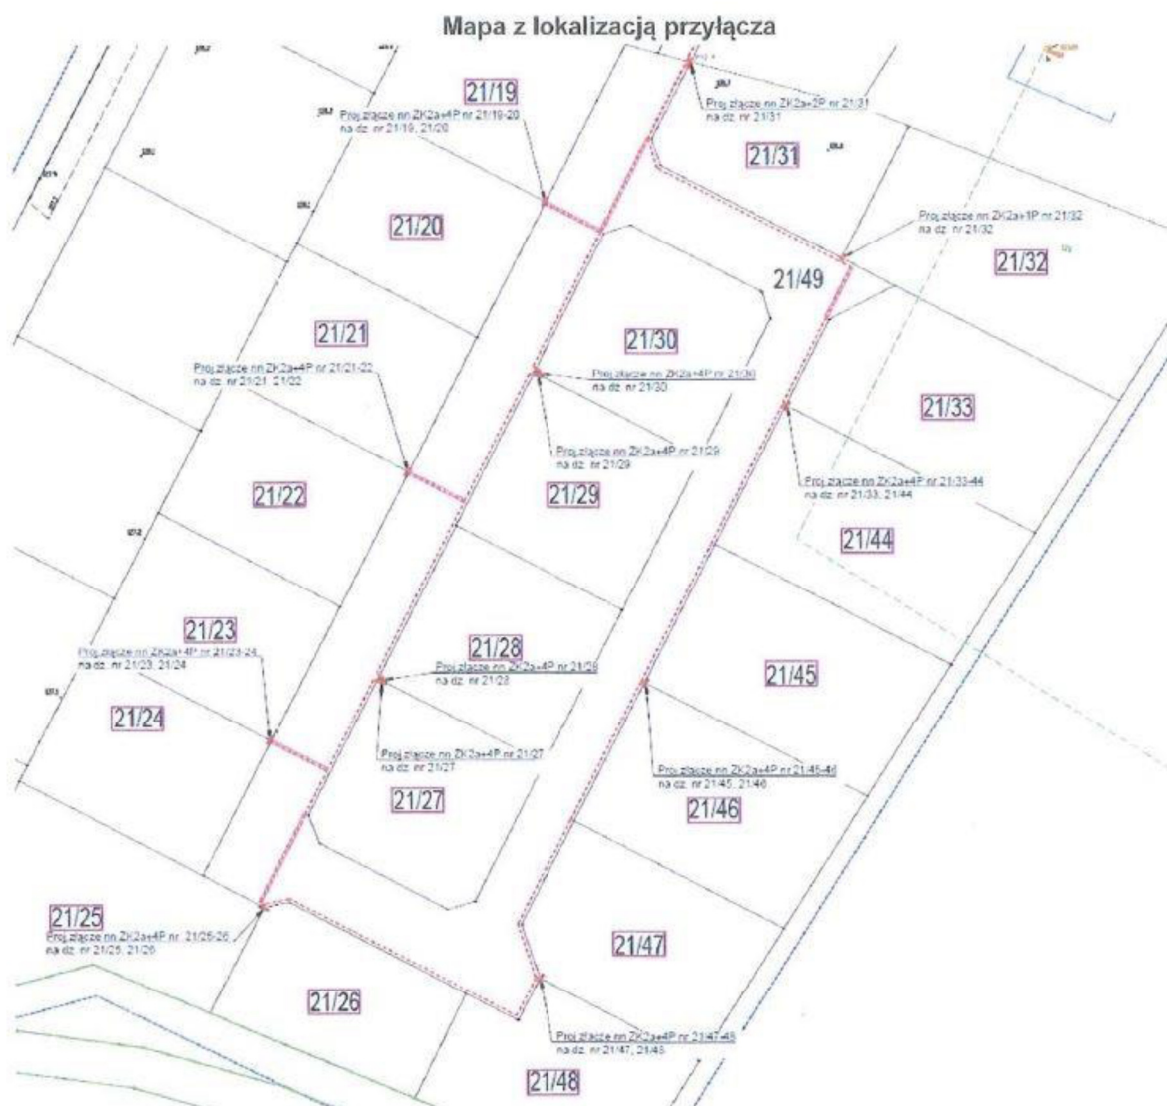 Mapa z lokalizacją przyłącza
21/19
Proj.złącze nn ZK2a+4P nr 21/19-20
na dz. nr 21/19, 21/20
Proj.złącze nn ZK2a+2P nr 21/31
na dz. nr 21/31
21/31
21/20
Proj.złącze nn ZK2a+1P nr 21/32
na dz. nr 21/32
21/32
21/49
21/21
Proj.złącze nn ZK2a+4P nr 21/21-22
na dz. nr 21/21, 21/22
21/30
Proj.złącze nn ZK2a+4P nr 21/30
na dz. nr 21/30
21/33
Proj.złącze nn ZK2a+4P nr 21/29
na dz. nr 21/29
21/29
21/22
Proj.złącze nn ZK2a+4P nr 21/33-44
na dz. nr 21/33, 21/44
21/44
21/23
Proj.złącze nn ZK2a+4P nr 21/23-24
na dz. nr 21/23, 21/24
21/28
Proj.złącze nn ZK2a+4P nr 21/28
na dz. nr 21/28
21/45
21/24
Proj.złącze nn ZK2a+4P nr 21/27
na dz. nr 21/27
21/27
Proj.złącze nn ZK2a+4P nr 21/45-46
na dz. nr 21/45, 21/46
21/46
21/25
Proj.złącze nn ZK2a+4P nr 21/25-26
na dz. nr 21/25, 21/26
21/47
21/26
Proj.złącze nn ZK2a+4P nr 21/47-48
na dz. nr 21/47, 21/48
21/48